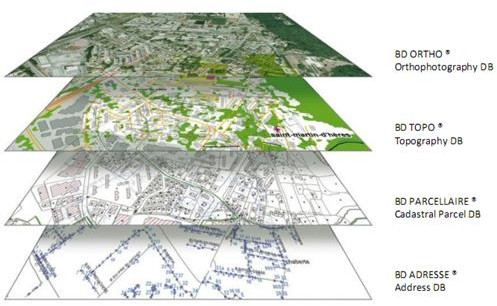 BD ORTHO ®
Orthophotography DB
BD TOPO ®
Topography DB
saint-martin-d'hères
BD PARCELLAIRE ®
Cadastral Parcel DB
BD ADRESSE ®
Address DB